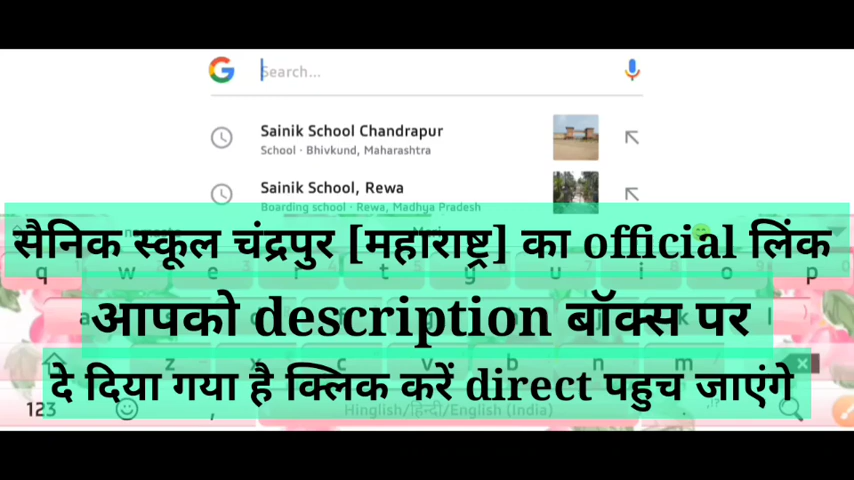 Search...
Sainik School Chandrapur
School · Bhivkund, Maharashtra
Sainik School, Rewa
Boarding school · Rewa, Madhya Pradesh
सैनिक स्कूल चंद्रपुर [महाराष्ट्र] का official लिंक
q w e r t y u i o p
आपको description बॉक्स पर
a k l
z x c v b n m
दे दिया गया है क्लिक करें direct पहुच जाएंगे
123 , Hinglish/हिन्दी/English (India) .